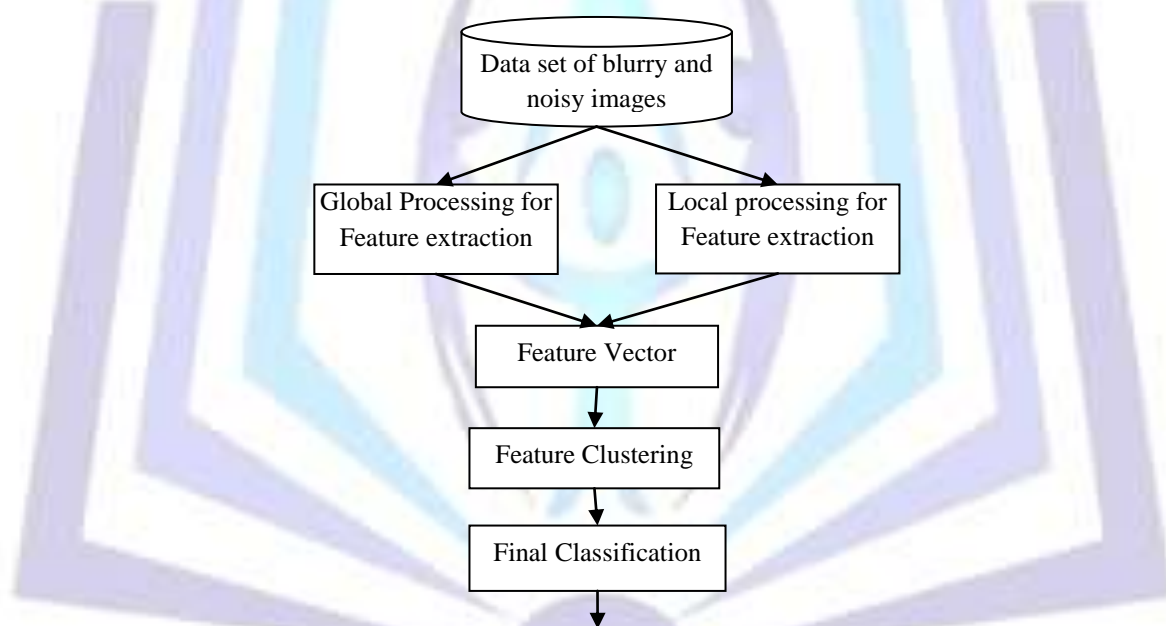 Data set of blurry and
noisy images
Global Processing for
Feature extraction
Local processing for
Feature extraction
Feature Vector
Feature Clustering
Final Classification